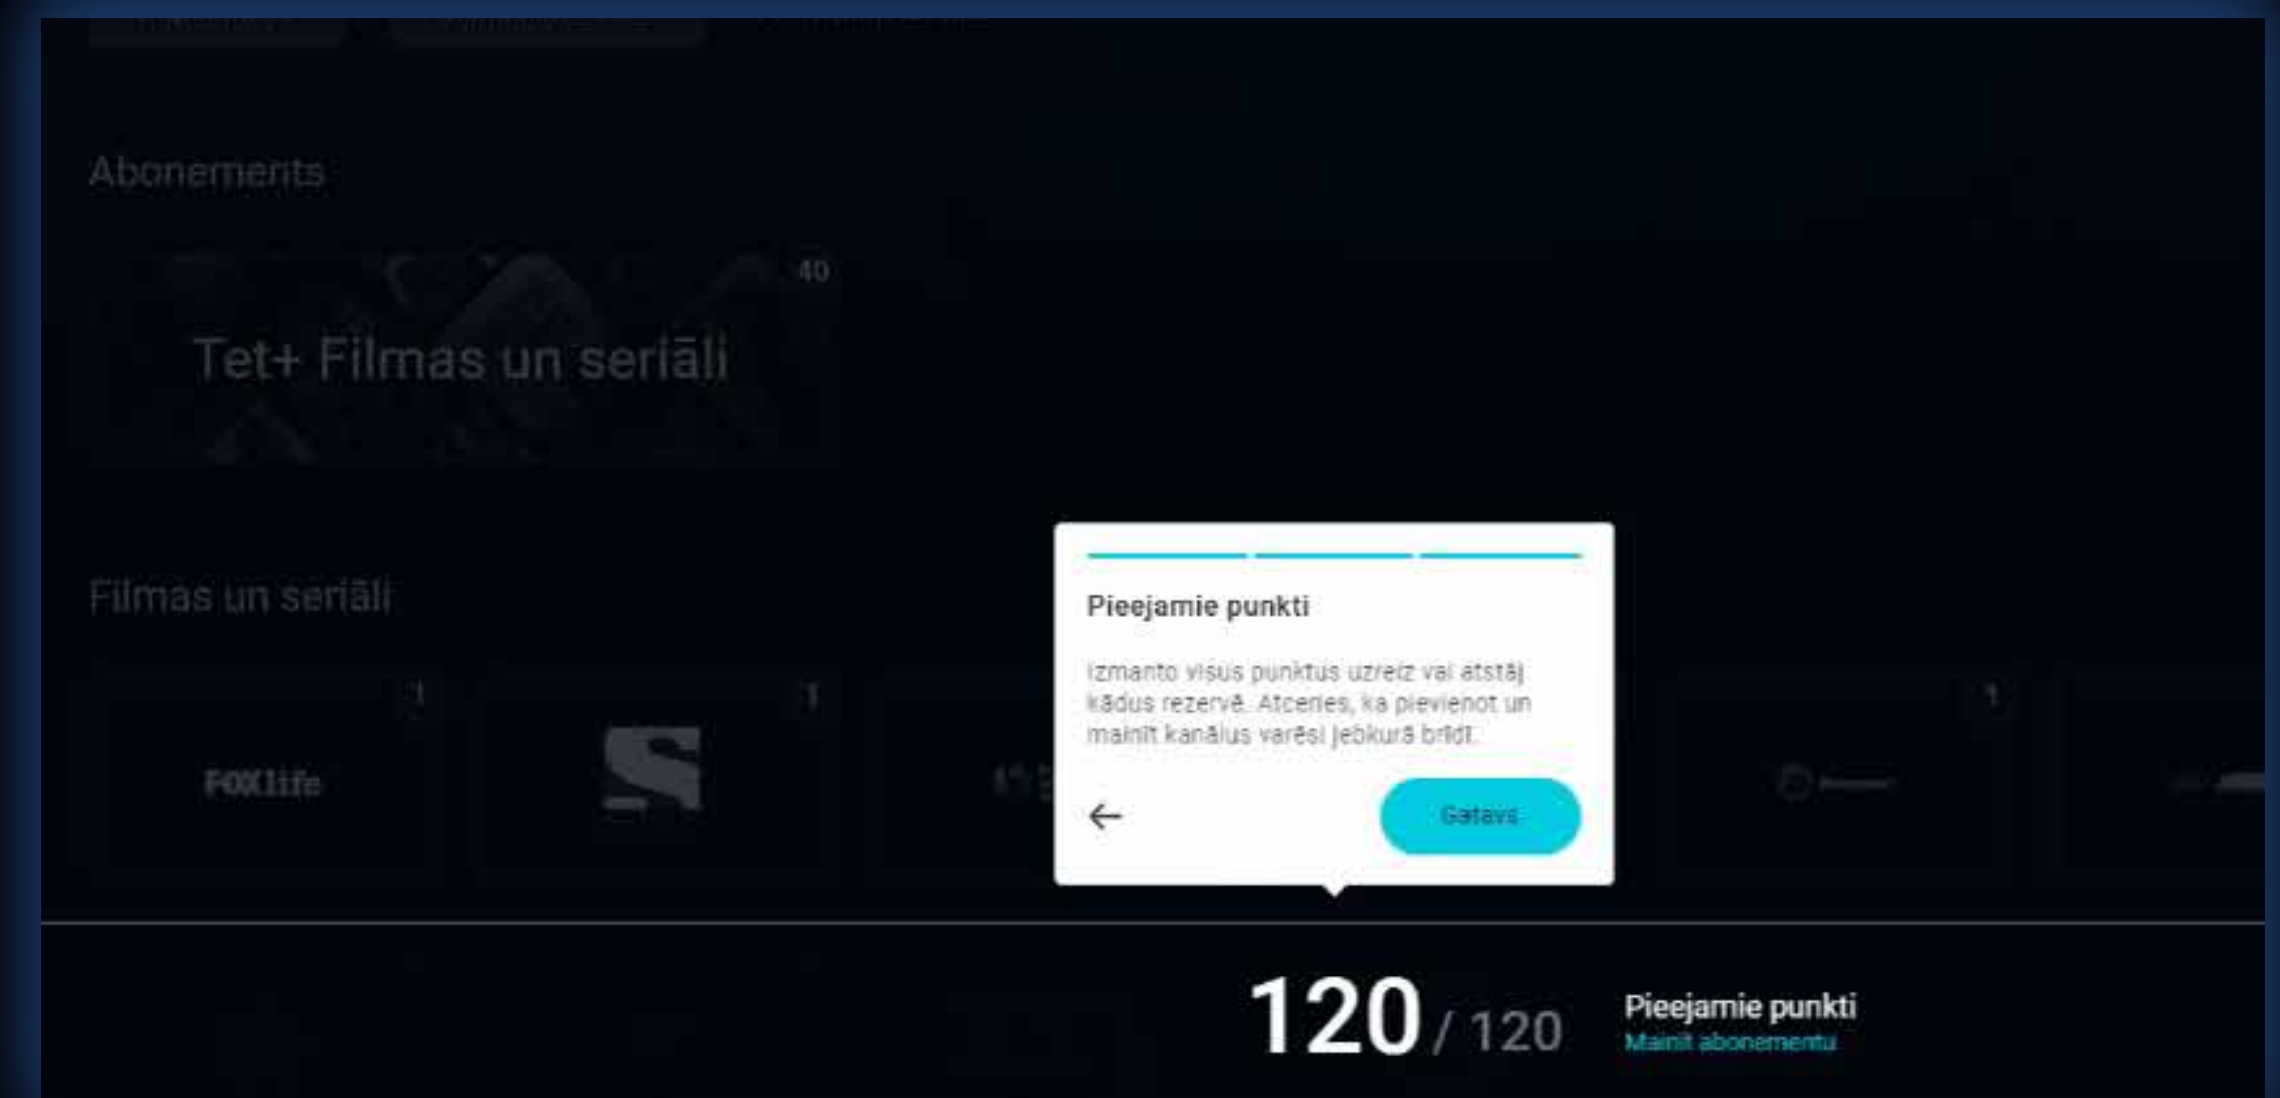 Abonements
40
Tet+ Filmas un seriāli
Filmas un seriāli
1
1
1
FOXlife
S
Pieejamie punkti
Izmanto visus punktus uzreiz vai atstāj
kādus rezervē. Atceries, ka pievienot un
mainīt kanālus varēsi jebkurā brīdī.
Gatavs
120 / 120
Pieejamie punkti
Mainīt abonementu